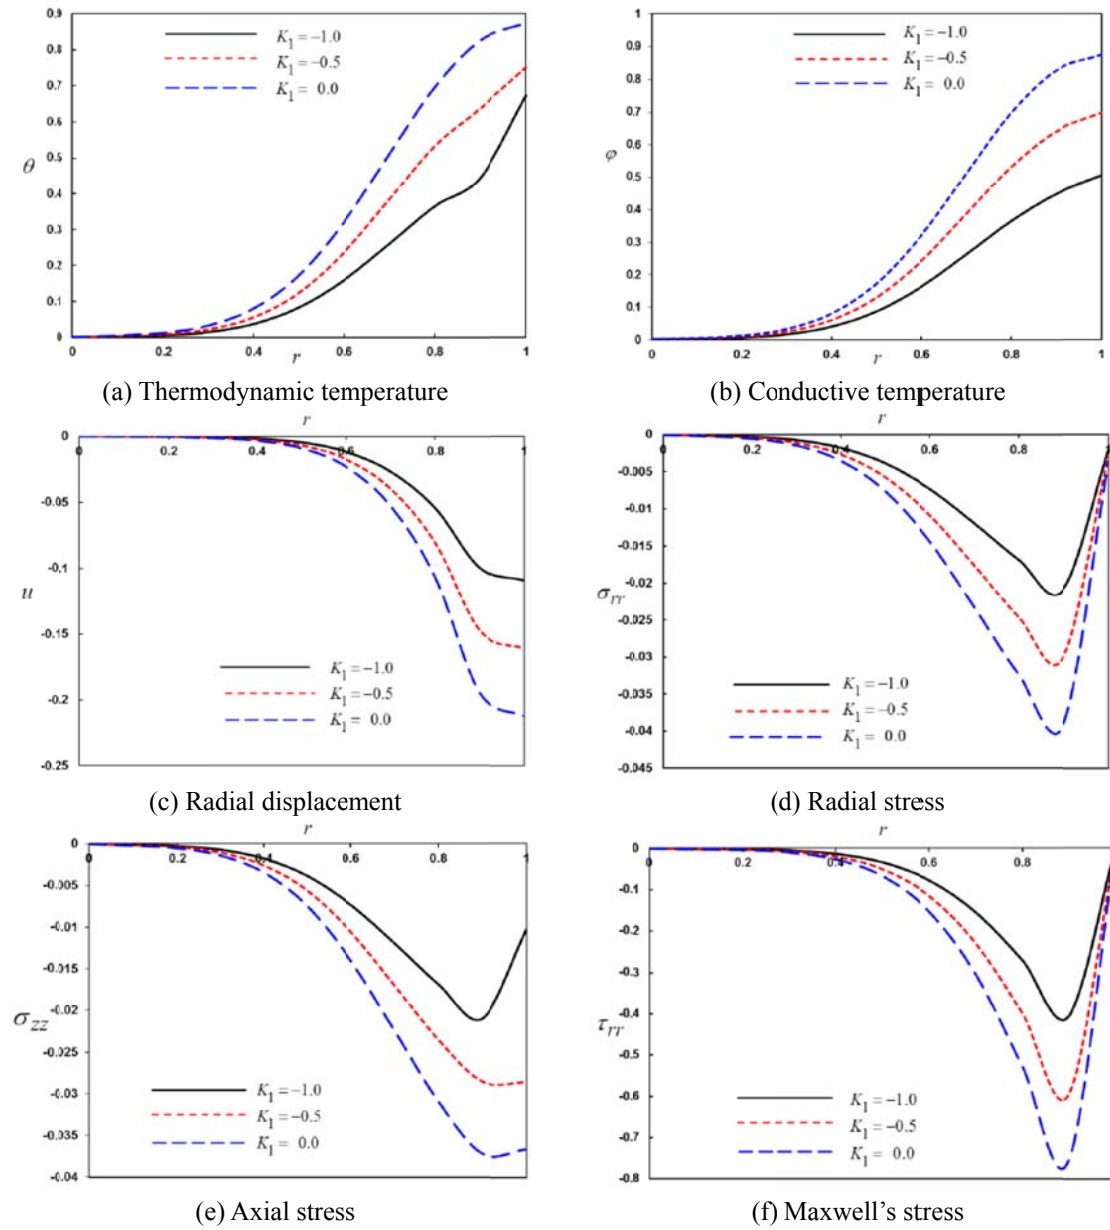 0.9
0.8
0.7
0.6
0.5
0.4
0.3
0.2
0.1
0
θ
K₁ = −1.0
K₁ = −0.5
K₁ = 0.0
0 0.2 0.4 0.6 0.8 1
r
(a) Thermodynamic temperature
1
0.9
0.8
0.7
0.6
0.5
0.4
0.3
0.2
0.1
0
φ
K₁ = −1.0
K₁ = −0.5
K₁ = 0.0
0 0.2 0.4 0.6 0.8 1
r
(b) Conductive temperature
r
0 0.2 0.4 0.6 0.8 1
0
-0.05
-0.1
-0.15
-0.2
-0.25
u
K₁ = −1.0
K₁ = −0.5
K₁ = 0.0
(c) Radial displacement
r
0 0.2 0.4 0.6 0.8 1
0
-0.005
-0.01
-0.015
-0.02
-0.025
-0.03
-0.035
-0.04
-0.045
σrr
K₁ = −1.0
K₁ = −0.5
K₁ = 0.0
(d) Radial stress
r
0 0.2 0.4 0.6 0.8 1
0
-0.005
-0.01
-0.015
-0.02
-0.025
-0.03
-0.035
-0.04
σzz
K₁ = −1.0
K₁ = −0.5
K₁ = 0.0
(e) Axial stress
r
0.2 0.4 0.6 0.8
0
-0.1
-0.2
-0.3
-0.4
-0.5
-0.6
-0.7
-0.8
τrr
K₁ = −1.0
K₁ = −0.5
K₁ = 0.0
(f) Maxwell’s stress